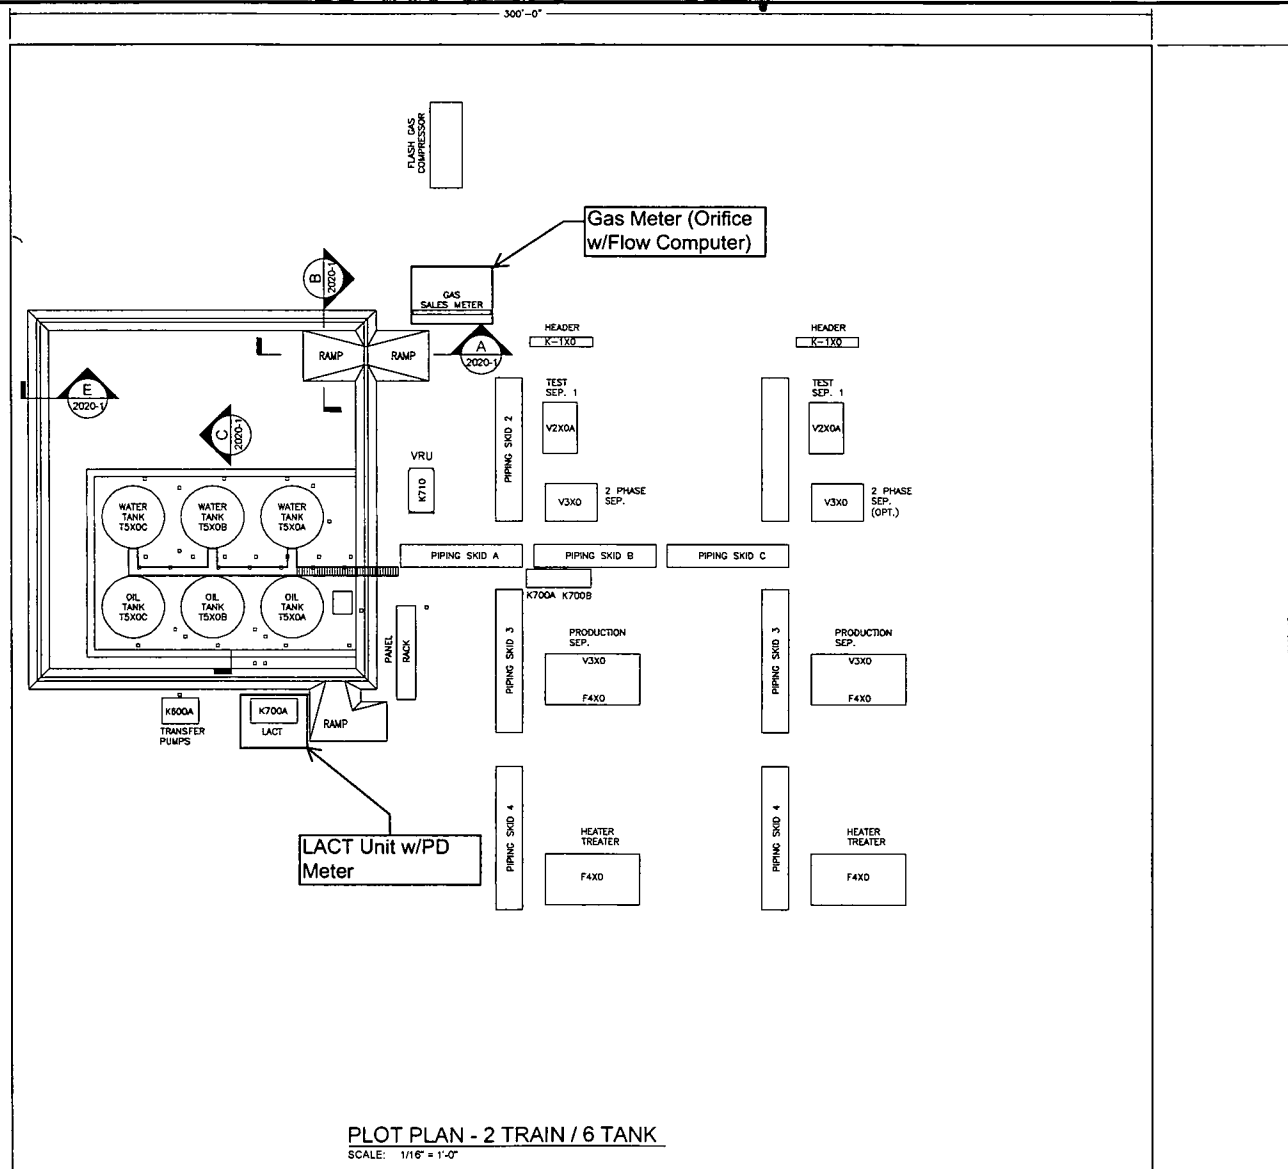 300'-0"
FLASH GAS
COMPRESSOR
Gas Meter (Orifice
w/Flow Computer)
B
2020-1
GAS
SALES METER
HEADER
K-1X0
HEADER
K-1X0
RAMP
RAMP
A
2020-1
E
2020-1
C
2020-1
PIPING SKID 2
TEST
SEP. 1
V2X0A
TEST
SEP. 1
V2X0A
VRU
K710
V3X0
2 PHASE
SEP.
V3X0
2 PHASE
SEP.
(OPT.)
WATER
TANK
T5X0C
WATER
TANK
T5X0B
WATER
TANK
T5X0A
PIPING SKID A
PIPING SKID B
PIPING SKID C
K700A K700B
OIL
TANK
T5X0C
OIL
TANK
T5X0B
OIL
TANK
T5X0A
PANEL
RACK
PIPING SKID 3
PRODUCTION
SEP.
V3X0
F4X0
PIPING SKID 3
PRODUCTION
SEP.
V3X0
F4X0
K600A
TRANSFER
PUMPS
K700A
LACT
RAMP
LACT Unit w/PD
Meter
PIPING SKID 4
HEATER
TREATER
F4X0
PIPING SKID 4
HEATER
TREATER
F4X0
PLOT PLAN - 2 TRAIN / 6 TANK
SCALE: 1/16" = 1'-0"